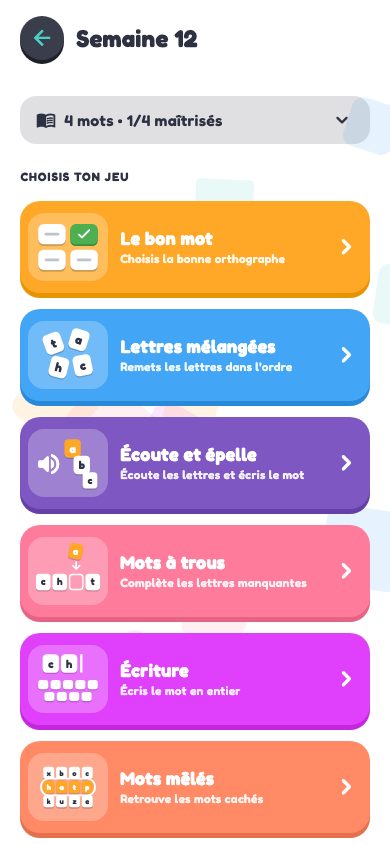 Semaine 12
4 mots • 1/4 maîtrisés
CHOISIS TON JEU
Le bon mot
Choisis la bonne orthographe
t a
h c
Lettres mélangées
Remets les lettres dans l'ordre
a
b
c
Écoute et épelle
Écoute les lettres et écris le mot
a
c h t
Mots à trous
Complète les lettres manquantes
c h
Écriture
Écris le mot en entier
x b o c
h a t p
k u z e
Mots mêlés
Retrouve les mots cachés